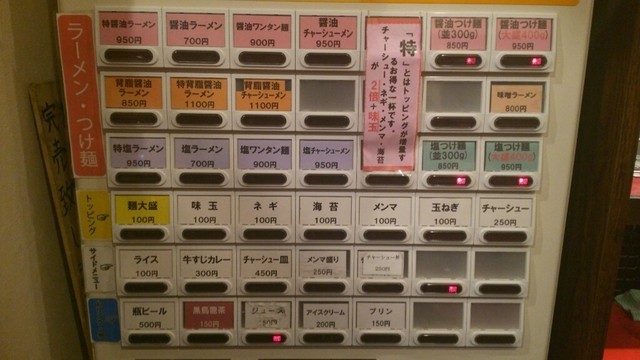 ラーメン・つけ麺
特醤油ラーメン
950円
醤油ラーメン
700円
醤油ワンタン麺
900円
醤油
チャーシューメン
950円
「特」とはトッピングが増量す
るお得な一杯です。
チャーシュー・ネギ・メンマ・海苔
が2倍+味玉
醤油つけ麺
(並300g)
850円
醤油つけ麺
(大盛400g)
950円
背脂醤油
ラーメン
850円
特背脂醤油
ラーメン
1100円
背脂醤油
チャーシューメン
1100円
味噌ラーメン
800円
特塩ラーメン
950円
塩ラーメン
700円
塩ワンタン麺
900円
塩チャーシューメン
950円
塩つけ麺
(並300g)
850円
塩つけ麺
(大盛400g)
950円
トッピング
麺大盛
100円
味玉
100円
ネギ
100円
海苔
100円
メンマ
100円
玉ねぎ
100円
チャーシュー
250円
サイドメニュー
ライス
100円
牛すじカレー
300円
チャーシュー皿
450円
メンマ盛り
250円
瓶ビール
500円
黒烏龍茶
150円
ジュース
アイスクリーム
200円
プリン
150円